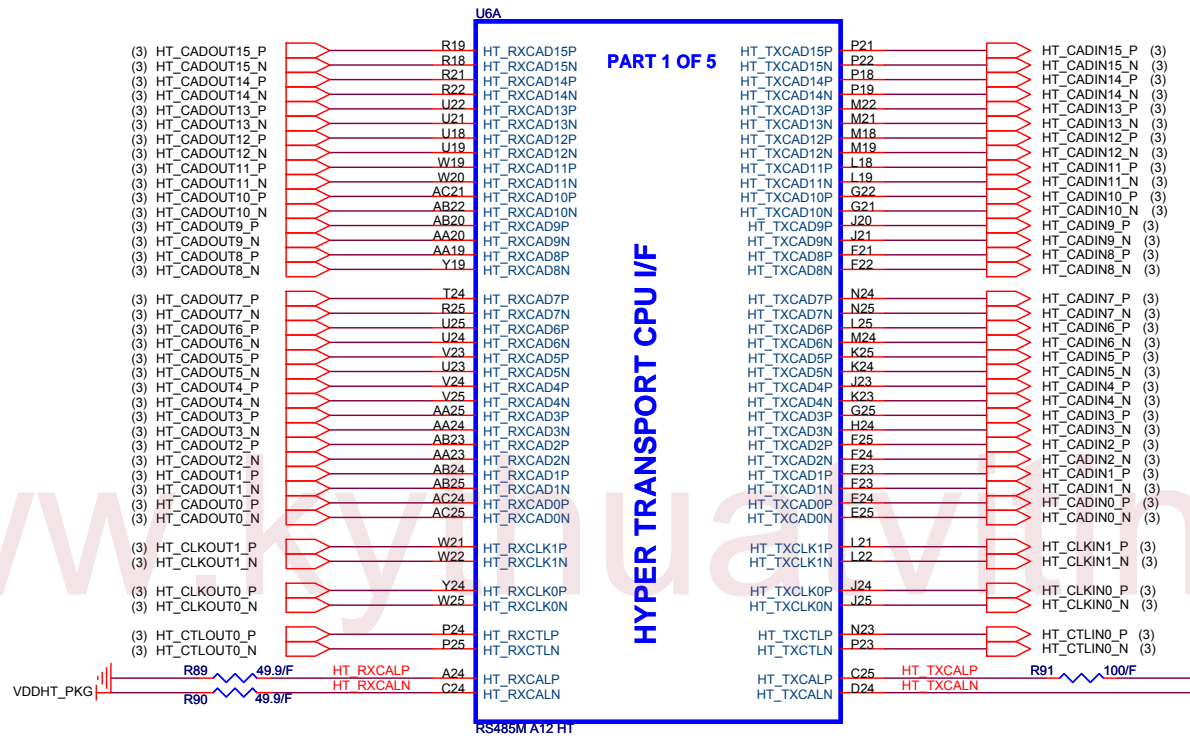 U6A
PART 1 OF 5
HYPER TRANSPORT CPU I/F
(3) HT_CADOUT15_P R19 HT_RXCAD15P HT_TXCAD15P P21 HT_CADIN15_P (3)
(3) HT_CADOUT15_N R18 HT_RXCAD15N HT_TXCAD15N P22 HT_CADIN15_N (3)
(3) HT_CADOUT14_P R21 HT_RXCAD14P HT_TXCAD14P P18 HT_CADIN14_P (3)
(3) HT_CADOUT14_N R22 HT_RXCAD14N HT_TXCAD14N P19 HT_CADIN14_N (3)
(3) HT_CADOUT13_P U22 HT_RXCAD13P HT_TXCAD13P M22 HT_CADIN13_P (3)
(3) HT_CADOUT13_N U21 HT_RXCAD13N HT_TXCAD13N M21 HT_CADIN13_N (3)
(3) HT_CADOUT12_P U18 HT_RXCAD12P HT_TXCAD12P M18 HT_CADIN12_P (3)
(3) HT_CADOUT12_N U19 HT_RXCAD12N HT_TXCAD12N M19 HT_CADIN12_N (3)
(3) HT_CADOUT11_P W19 HT_RXCAD11P HT_TXCAD11P L18 HT_CADIN11_P (3)
(3) HT_CADOUT11_N W20 HT_RXCAD11N HT_TXCAD11N L19 HT_CADIN11_N (3)
(3) HT_CADOUT10_P AC21 HT_RXCAD10P HT_TXCAD10P G22 HT_CADIN10_P (3)
(3) HT_CADOUT10_N AB22 HT_RXCAD10N HT_TXCAD10N G21 HT_CADIN10_N (3)
(3) HT_CADOUT9_P AB20 HT_RXCAD9P HT_TXCAD9P J20 HT_CADIN9_P (3)
(3) HT_CADOUT9_N AA20 HT_RXCAD9N HT_TXCAD9N J21 HT_CADIN9_N (3)
(3) HT_CADOUT8_P AA19 HT_RXCAD8P HT_TXCAD8P F21 HT_CADIN8_P (3)
(3) HT_CADOUT8_N Y19 HT_RXCAD8N HT_TXCAD8N F22 HT_CADIN8_N (3)
(3) HT_CADOUT7_P T24 HT_RXCAD7P HT_TXCAD7P N24 HT_CADIN7_P (3)
(3) HT_CADOUT7_N R25 HT_RXCAD7N HT_TXCAD7N N25 HT_CADIN7_N (3)
(3) HT_CADOUT6_P U25 HT_RXCAD6P HT_TXCAD6P L25 HT_CADIN6_P (3)
(3) HT_CADOUT6_N U24 HT_RXCAD6N HT_TXCAD6N M24 HT_CADIN6_N (3)
(3) HT_CADOUT5_P V23 HT_RXCAD5P HT_TXCAD5P K25 HT_CADIN5_P (3)
(3) HT_CADOUT5_N U23 HT_RXCAD5N HT_TXCAD5N K24 HT_CADIN5_N (3)
(3) HT_CADOUT4_P V24 HT_RXCAD4P HT_TXCAD4P J23 HT_CADIN4_P (3)
(3) HT_CADOUT4_N V25 HT_RXCAD4N HT_TXCAD4N K23 HT_CADIN4_N (3)
(3) HT_CADOUT3_P AA25 HT_RXCAD3P HT_TXCAD3P G25 HT_CADIN3_P (3)
(3) HT_CADOUT3_N AA24 HT_RXCAD3N HT_TXCAD3N H24 HT_CADIN3_N (3)
(3) HT_CADOUT2_P AB23 HT_RXCAD2P HT_TXCAD2P F25 HT_CADIN2_P (3)
(3) HT_CADOUT2_N AA23 HT_RXCAD2N HT_TXCAD2N F24 HT_CADIN2_N (3)
(3) HT_CADOUT1_P AB24 HT_RXCAD1P HT_TXCAD1P E23 HT_CADIN1_P (3)
(3) HT_CADOUT1_N AB25 HT_RXCAD1N HT_TXCAD1N F23 HT_CADIN1_N (3)
(3) HT_CADOUT0_P AC24 HT_RXCAD0P HT_TXCAD0P E24 HT_CADIN0_P (3)
(3) HT_CADOUT0_N AC25 HT_RXCAD0N HT_TXCAD0N E25 HT_CADIN0_N (3)
(3) HT_CLKOUT1_P W21 HT_RXCLK1P HT_TXCLK1P L21 HT_CLKIN1_P (3)
(3) HT_CLKOUT1_N W22 HT_RXCLK1N HT_TXCLK1N L22 HT_CLKIN1_N (3)
(3) HT_CLKOUT0_P Y24 HT_RXCLK0P HT_TXCLK0P J24 HT_CLKIN0_P (3)
(3) HT_CLKOUT0_N W25 HT_RXCLK0N HT_TXCLK0N J25 HT_CLKIN0_N (3)
(3) HT_CTLOUT0_P P24 HT_RXCTLP HT_TXCTLP N23 HT_CTLIN0_P (3)
(3) HT_CTLOUT0_N P25 HT_RXCTLN HT_TXCTLN P23 HT_CTLIN0_N (3)
R89 49.9/F HT_RXCALP A24 HT_RXCALP HT_TXCALP C25 HT_TXCALP R91 100/F
VDDHT_PKG R90 49.9/F HT_RXCALN C24 HT_RXCALN HT_TXCALN D24 HT_TXCALN
RS485M A12 HT